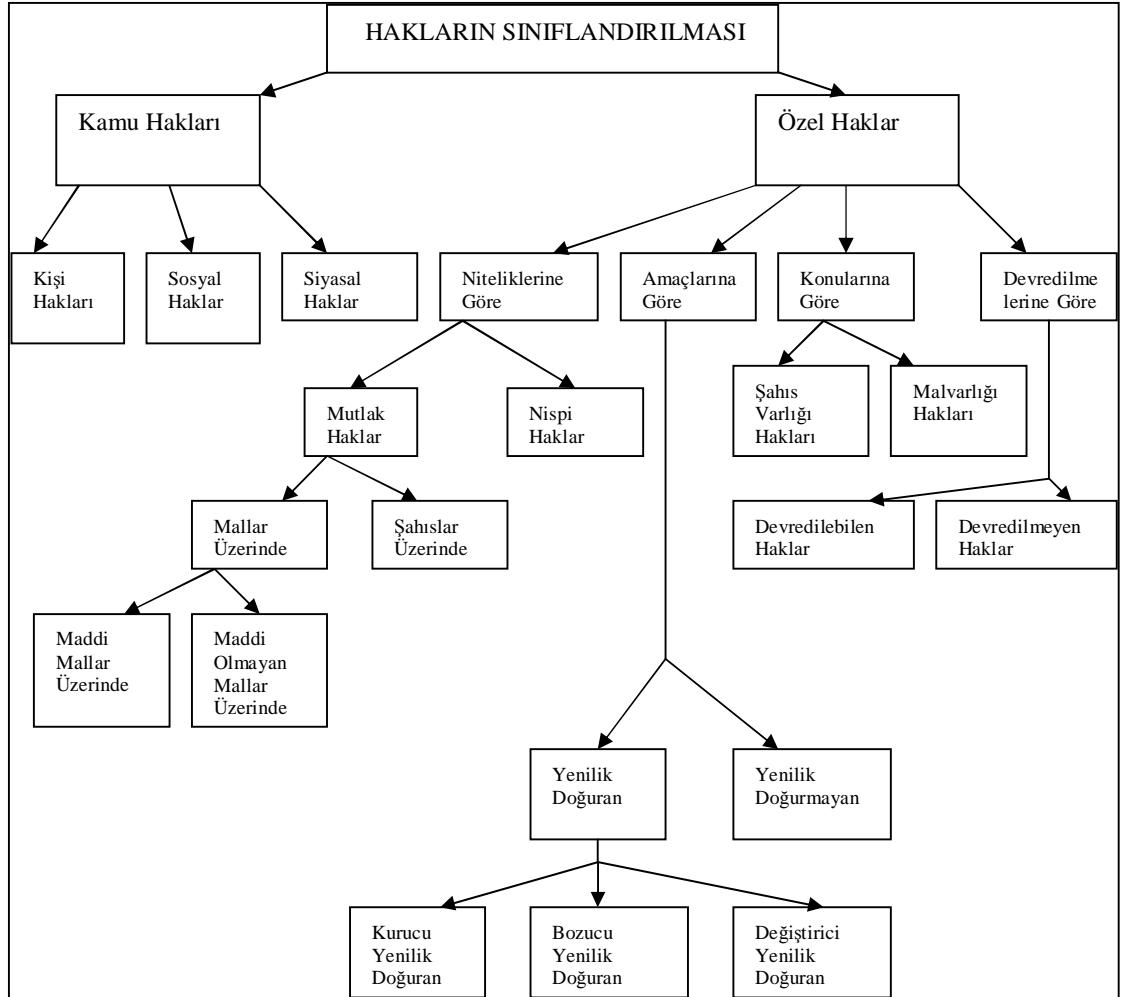 HAKLARIN SINIFLANDIRILMASI
Kamu Hakları
Özel Haklar
Kişi
Hakları
Sosyal
Haklar
Siyasal
Haklar
Niteliklerine
Göre
Amaçlarına
Göre
Konularına
Göre
Devredilme
lerine Göre
Mutlak
Haklar
Nispi
Haklar
Şahıs
Varlığı
Hakları
Malvarlığı
Hakları
Mallar
Üzerinde
Şahıslar
Üzerinde
Devredilebilen
Haklar
Devredilmeyen
Haklar
Maddi
Mallar
Üzerinde
Maddi
Olmayan
Mallar
Üzerinde
Yenilik
Doğuran
Yenilik
Doğurmayan
Kurucu
Yenilik
Doğuran
Bozucu
Yenilik
Doğuran
Değiştirici
Yenilik
Doğuran